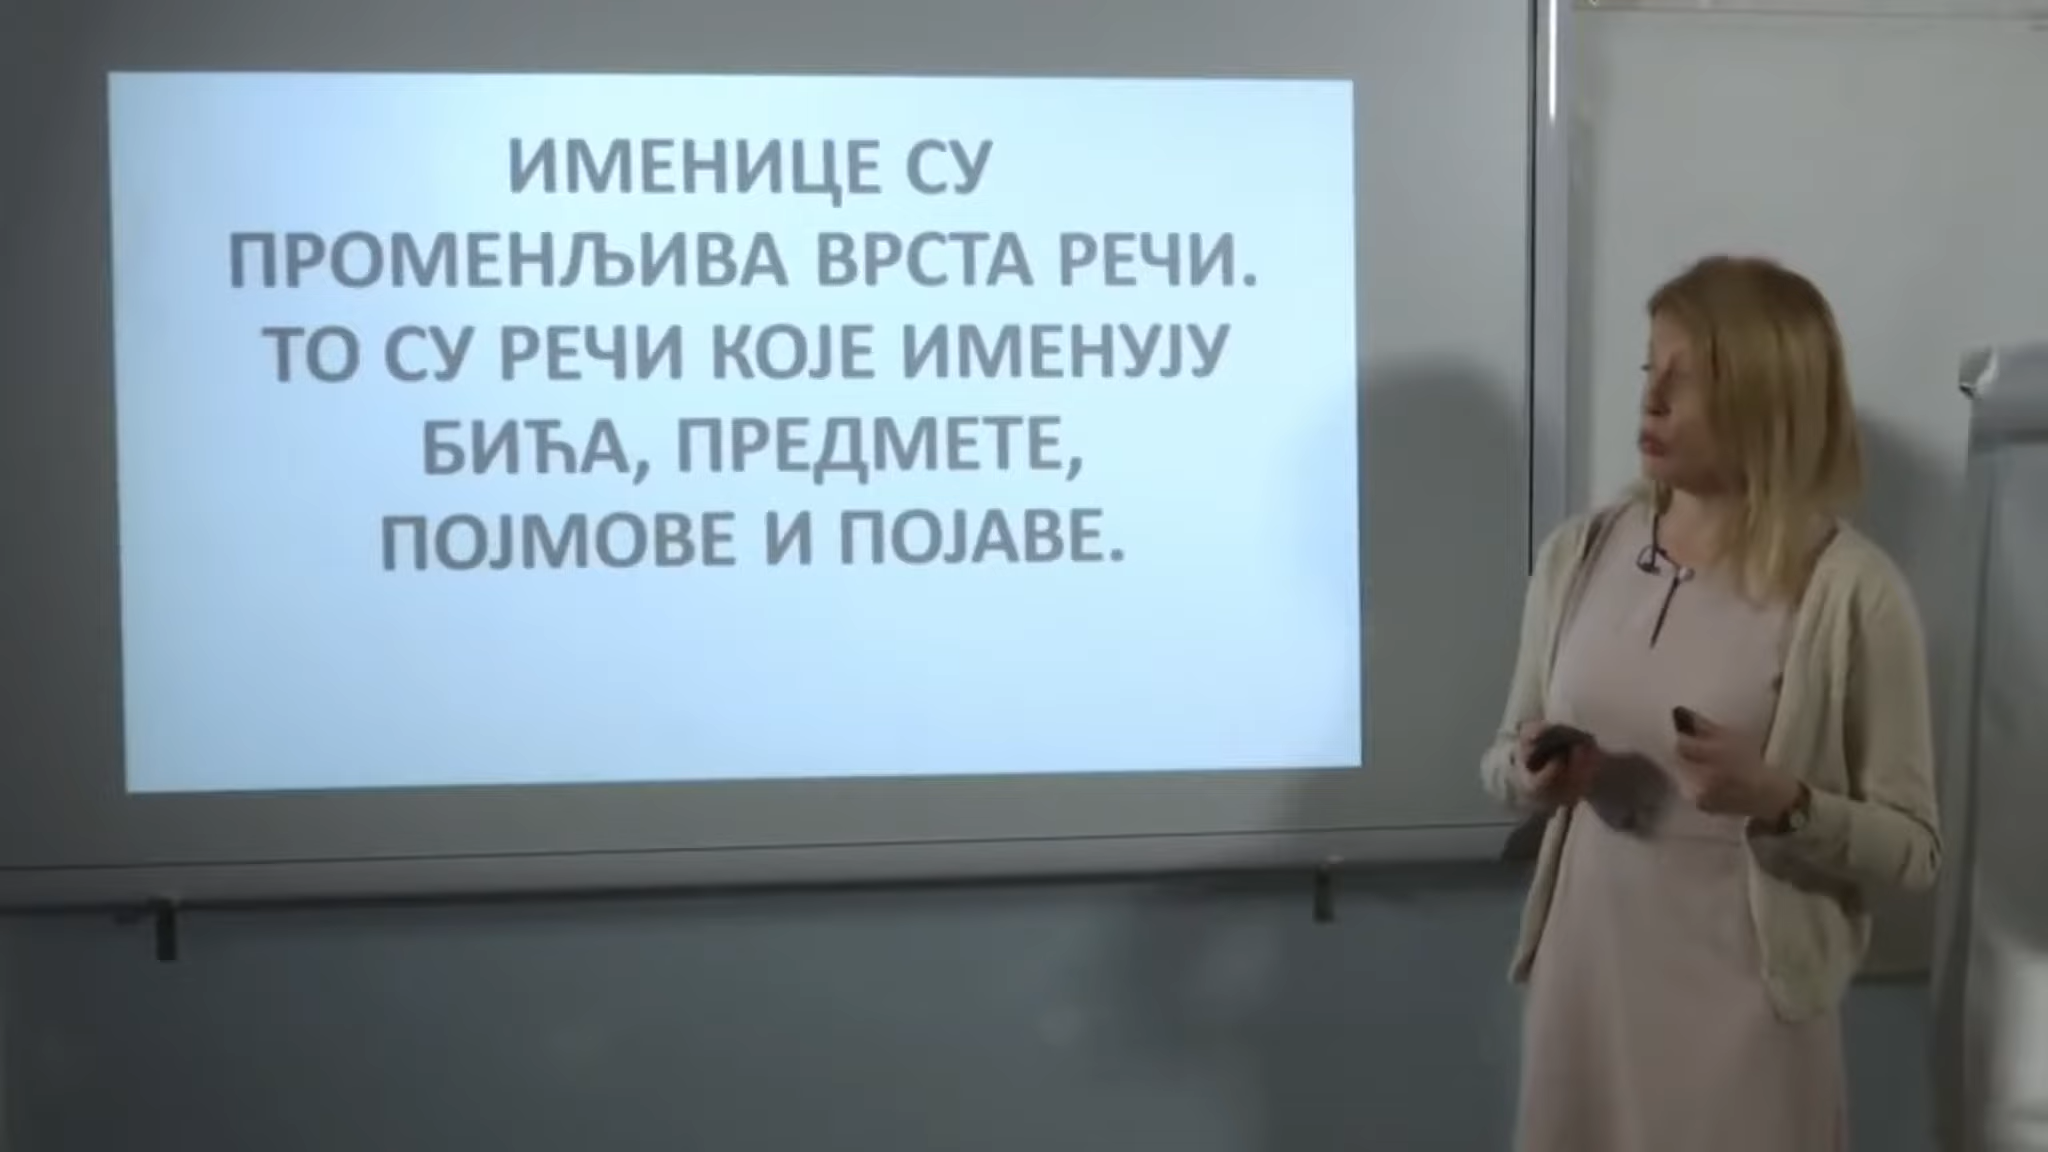 ИМЕНИЦЕ СУ
ПРОМЕНЉИВА ВРСТА РЕЧИ.
ТО СУ РЕЧИ КОЈЕ ИМЕНУЈУ
БИЋА, ПРЕДМЕТЕ,
ПОЈМОВЕ И ПОЈАВЕ.